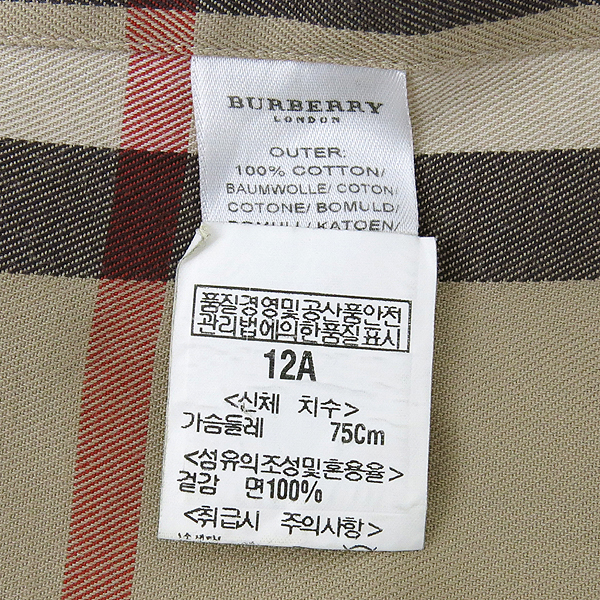 BURBERRY
LONDON
OUTER:
100% COTTON/
BAUMWOLLE/ COTON/
COTONE/ BOMULD/
BOMULL/ KATOEN/
품질경영및공산품안전
관리법에의한품질표시
12A
<신체 치수>
가슴둘레 75Cm
<섬유의조성및혼용율>
겉감 면100%
<취급시 주의사항>